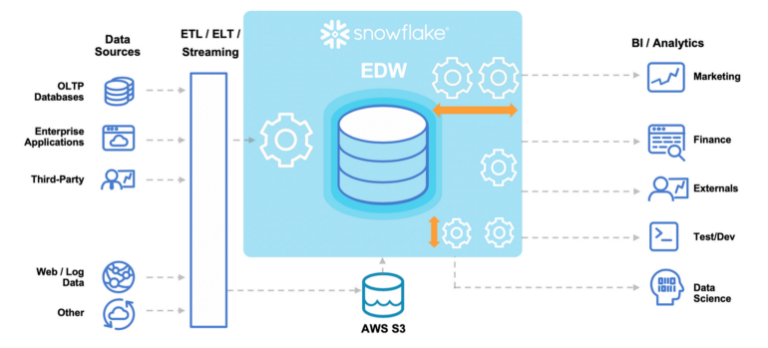 Data
Sources
ETL / ELT /
Streaming
snowflake®
EDW
BI / Analytics
OLTP
Databases
Enterprise
Applications
Third-Party
Web / Log
Data
Other
AWS S3
Marketing
Finance
Externals
Test/Dev
Data
Science